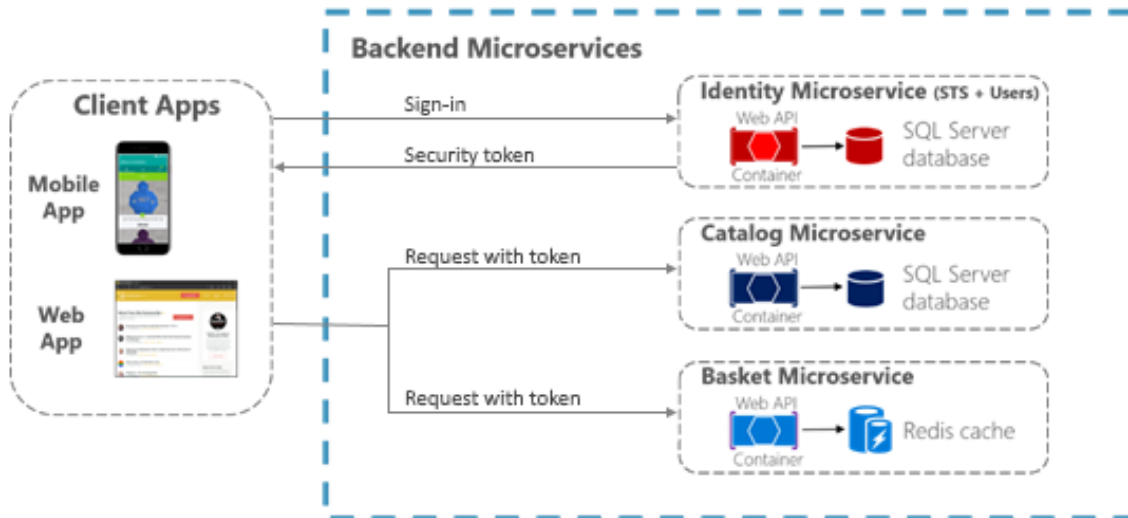 Backend Microservices
Client Apps
Mobile
App
Web
App
Sign-in
Security token
Request with token
Request with token
Identity Microservice (STS + Users)
Web API
Container
SQL Server
database
Catalog Microservice
Web API
Container
SQL Server
database
Basket Microservice
Web API
Container
Redis cache